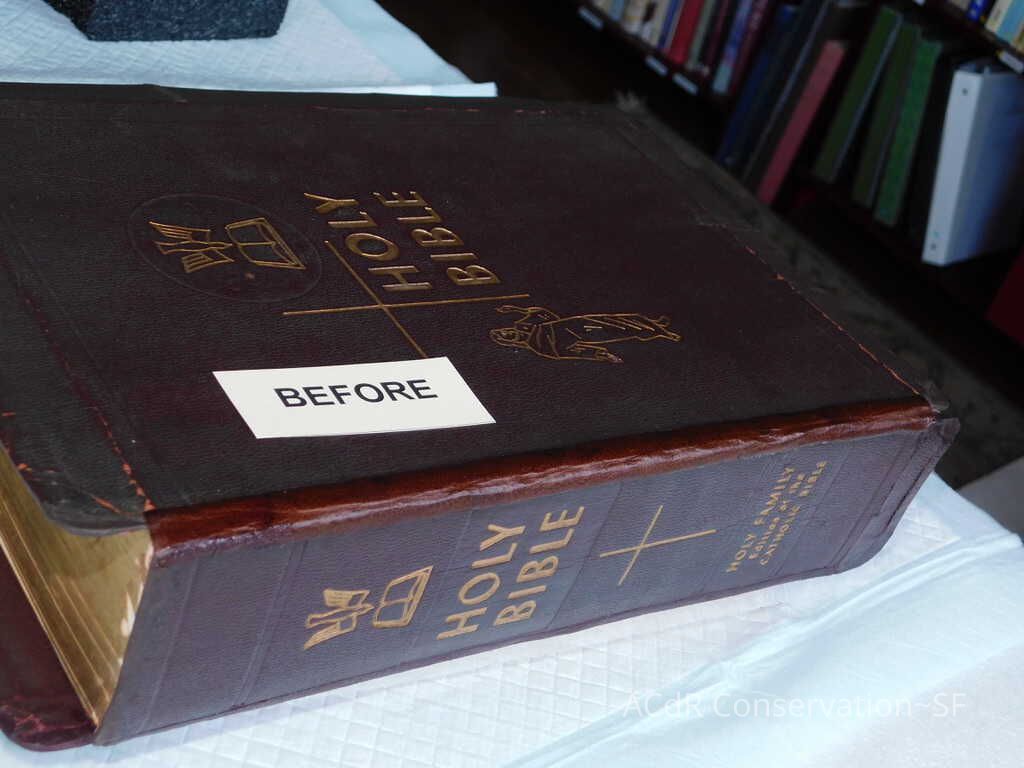 HOLY
BIBLE
BEFORE
HOLY
BIBLE
HOLY FAMILY
Edition of the
CATHOLIC BIBLE
ACdR Conservation~SF